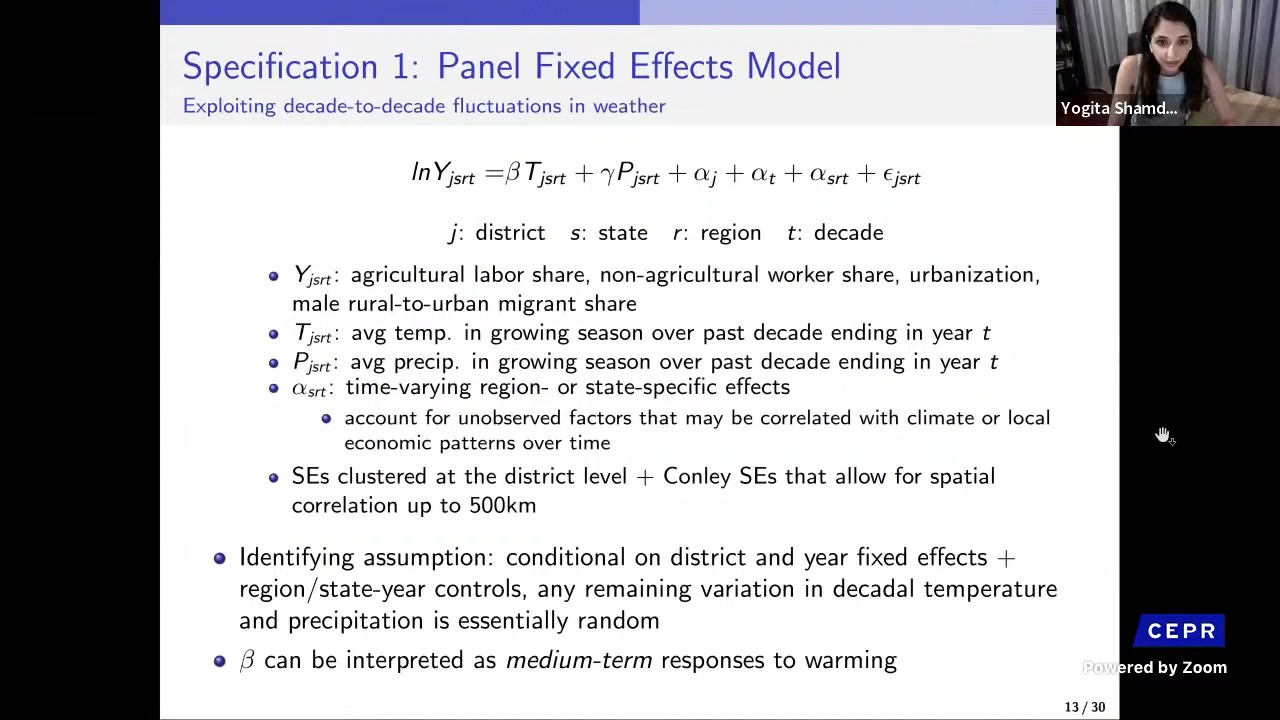 Specification 1: Panel Fixed Effects Model
Exploiting decade-to-decade fluctuations in weather
Yogita Shamd...
lnY_jsrt =βT_jsrt + γP_jsrt + α_j + α_t + α_srt + ϵ_jsrt
j: district s: state r: region t: decade
Y_jsrt: agricultural labor share, non-agricultural worker share, urbanization,
male rural-to-urban migrant share
T_jsrt: avg temp. in growing season over past decade ending in year t
P_jsrt: avg precip. in growing season over past decade ending in year t
α_srt: time-varying region- or state-specific effects
account for unobserved factors that may be correlated with climate or local
economic patterns over time
SEs clustered at the district level + Conley SEs that allow for spatial
correlation up to 500km
Identifying assumption: conditional on district and year fixed effects +
region/state-year controls, any remaining variation in decadal temperature
and precipitation is essentially random
β can be interpreted as medium-term responses to warming
CEPR
Powered by Zoom
13 / 30